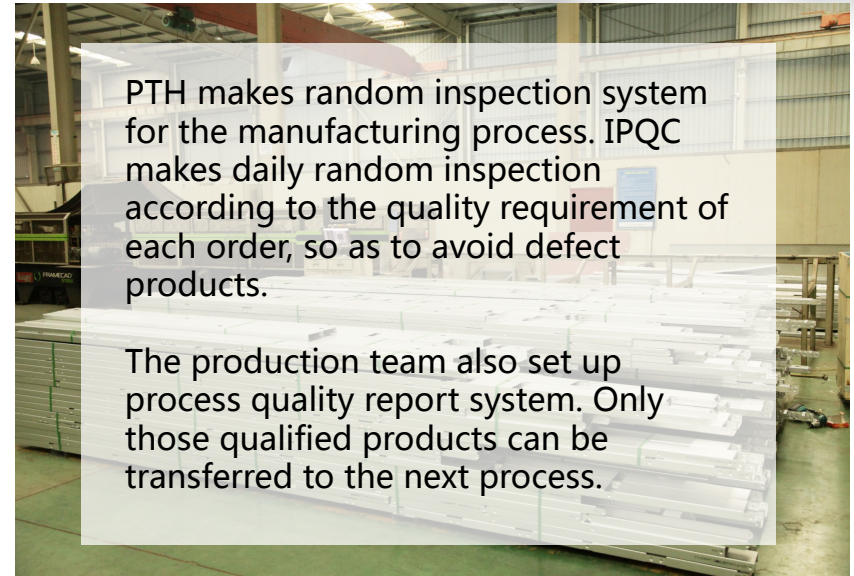 PTH makes random inspection system
for the manufacturing process. IPQC
makes daily random inspection
according to the quality requirement of
each order, so as to avoid defect
products.
The production team also set up
process quality report system. Only
those qualified products can be
transferred to the next process.
FRAMECAD